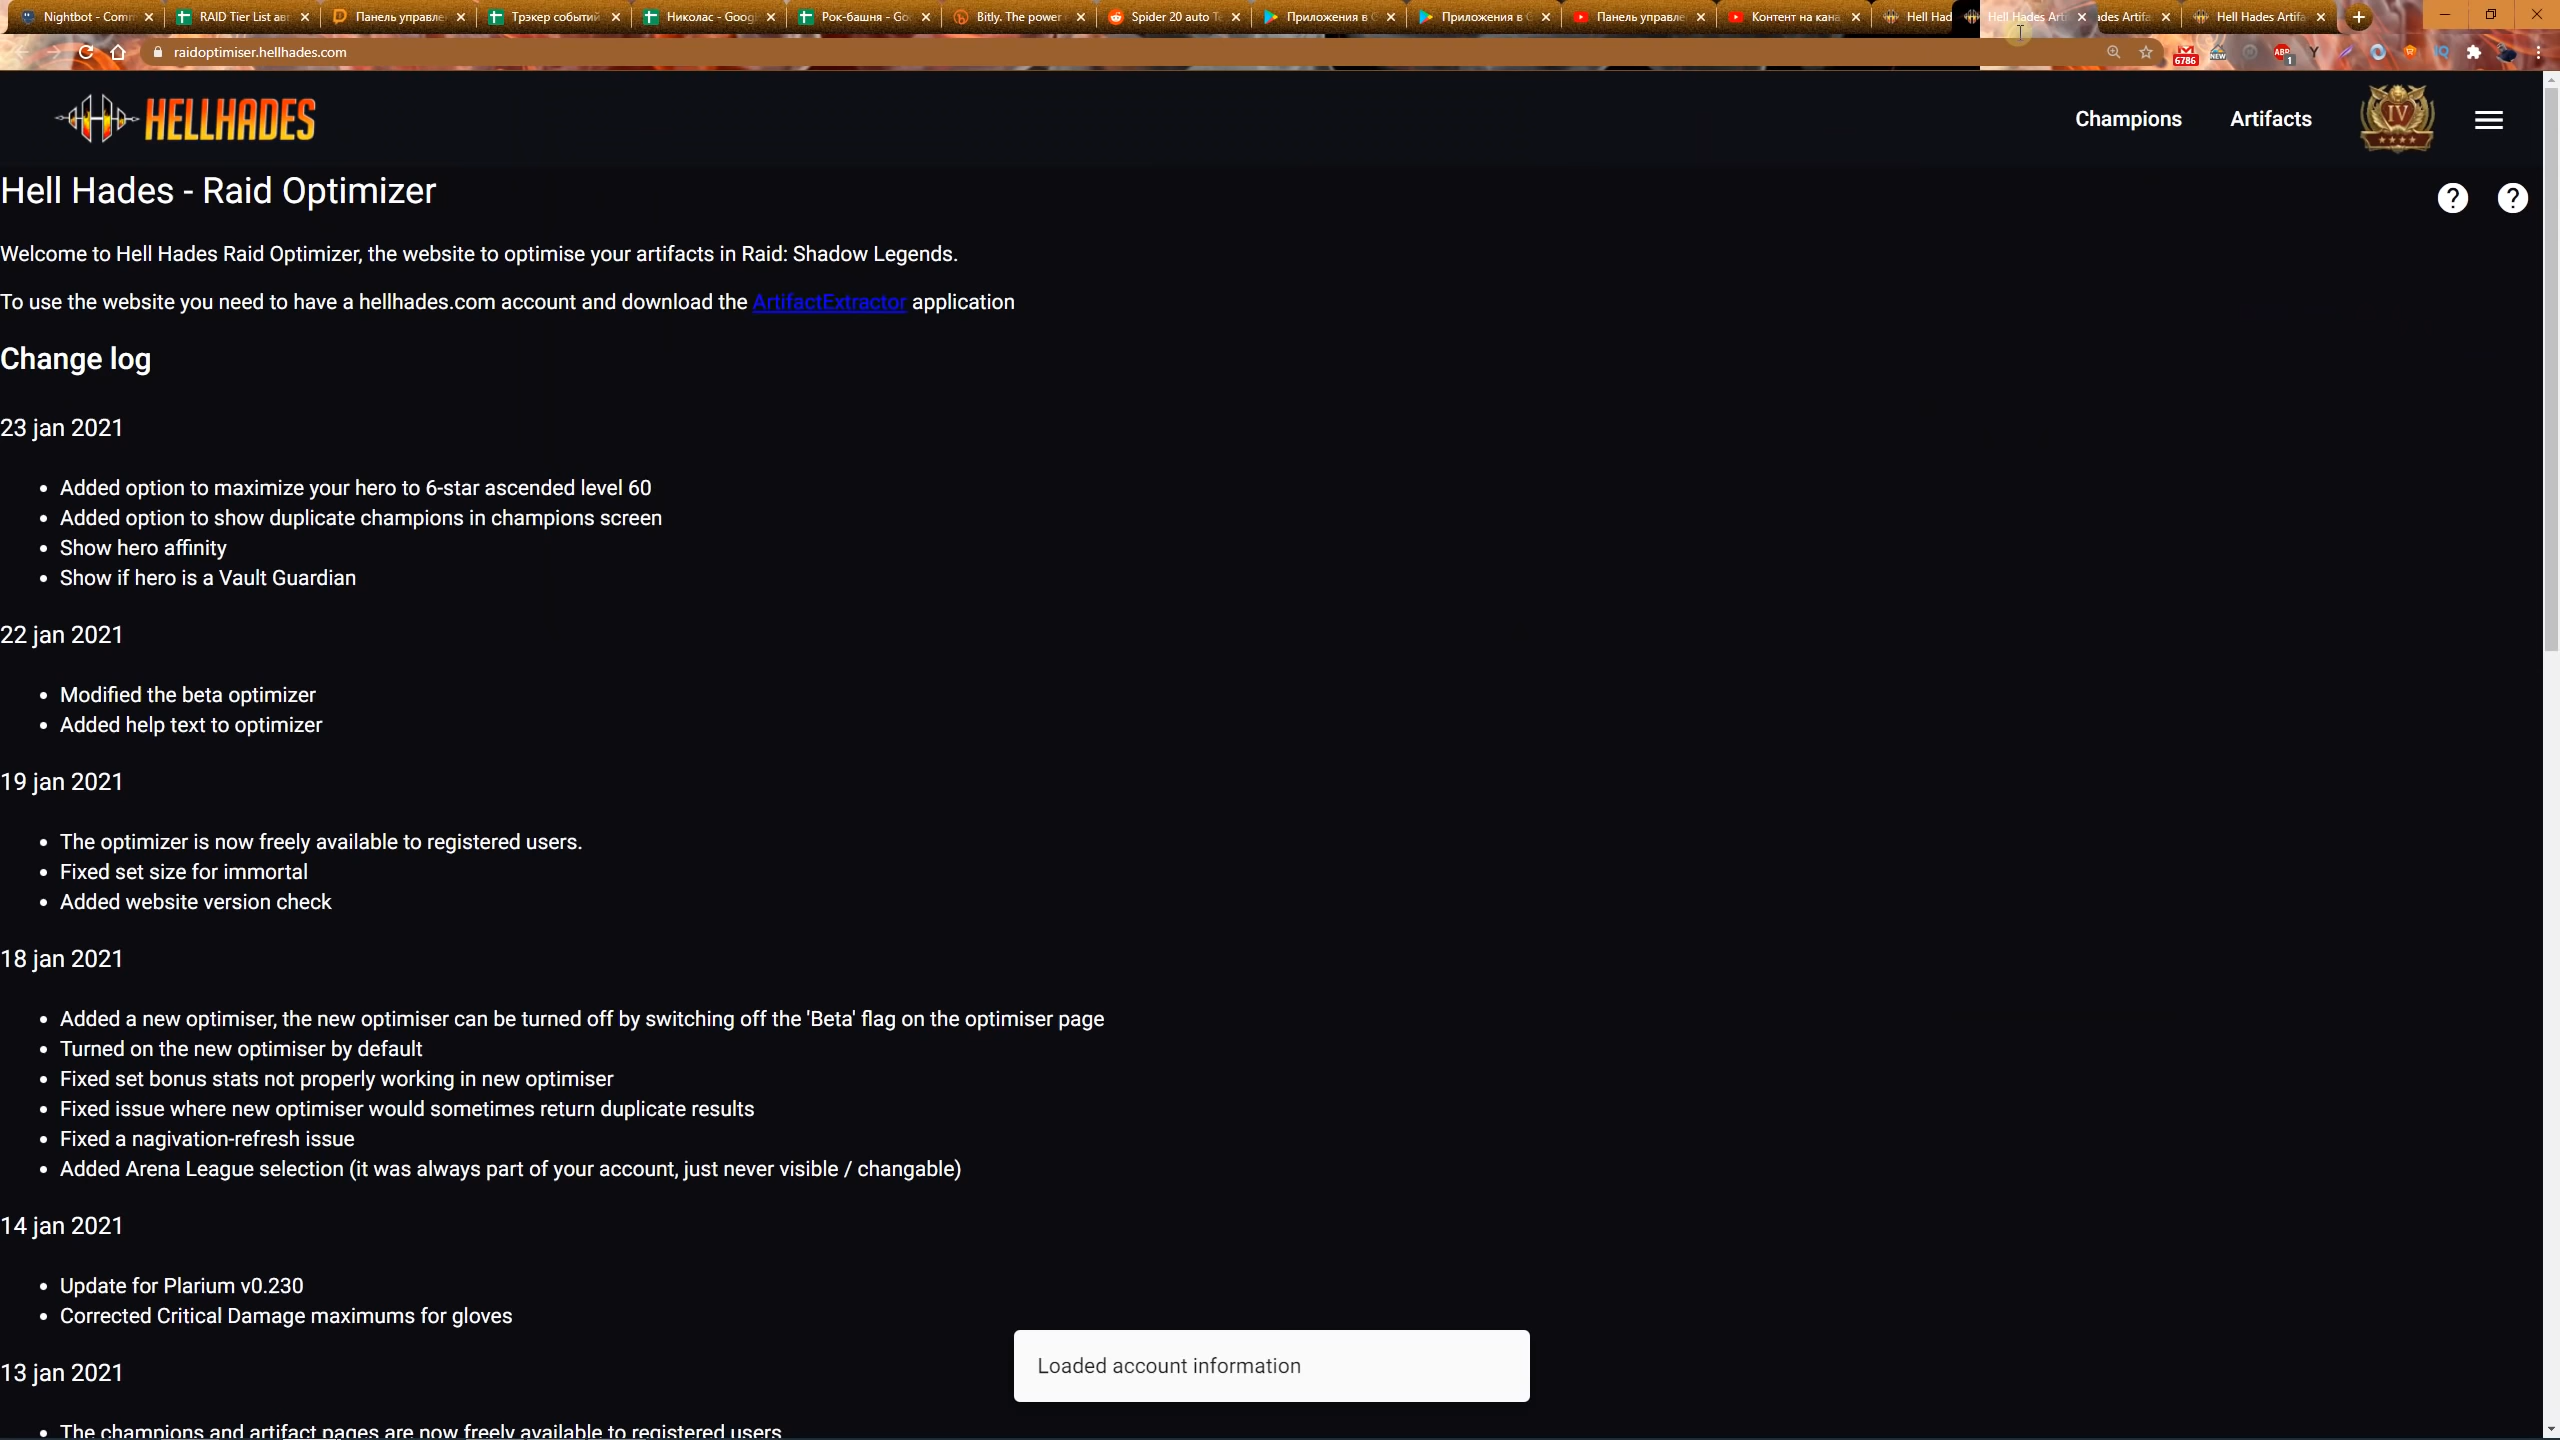 Nightbot - Comm
RAID Tier List авт
Панель управле
Трэкер событий
Николас - Googl
Рок-башня - Go
Bitly. The power
Spider 20 auto Te
Приложения в G
Приложения в G
Панель управле
Контент на кана
Hell Had
Hell Hades Arti
ades Artifa
Hell Hades Artifa
raidoptimiser.hellhades.com
6786
NEW
ABP
1
HELLHADES
Champions
Artifacts
IV
Hell Hades - Raid Optimizer
? ?
Welcome to Hell Hades Raid Optimizer, the website to optimise your artifacts in Raid: Shadow Legends.
To use the website you need to have a hellhades.com account and download the ArtifactExtractor application
Change log
23 jan 2021
Added option to maximize your hero to 6-star ascended level 60
Added option to show duplicate champions in champions screen
Show hero affinity
Show if hero is a Vault Guardian
22 jan 2021
Modified the beta optimizer
Added help text to optimizer
19 jan 2021
The optimizer is now freely available to registered users.
Fixed set size for immortal
Added website version check
18 jan 2021
Added a new optimiser, the new optimiser can be turned off by switching off the 'Beta' flag on the optimiser page
Turned on the new optimiser by default
Fixed set bonus stats not properly working in new optimiser
Fixed issue where new optimiser would sometimes return duplicate results
Fixed a nagivation-refresh issue
Added Arena League selection (it was always part of your account, just never visible / changable)
14 jan 2021
Update for Plarium v0.230
Corrected Critical Damage maximums for gloves
13 jan 2021
The champions and artifact pages are now freely available to registered users
Loaded account information